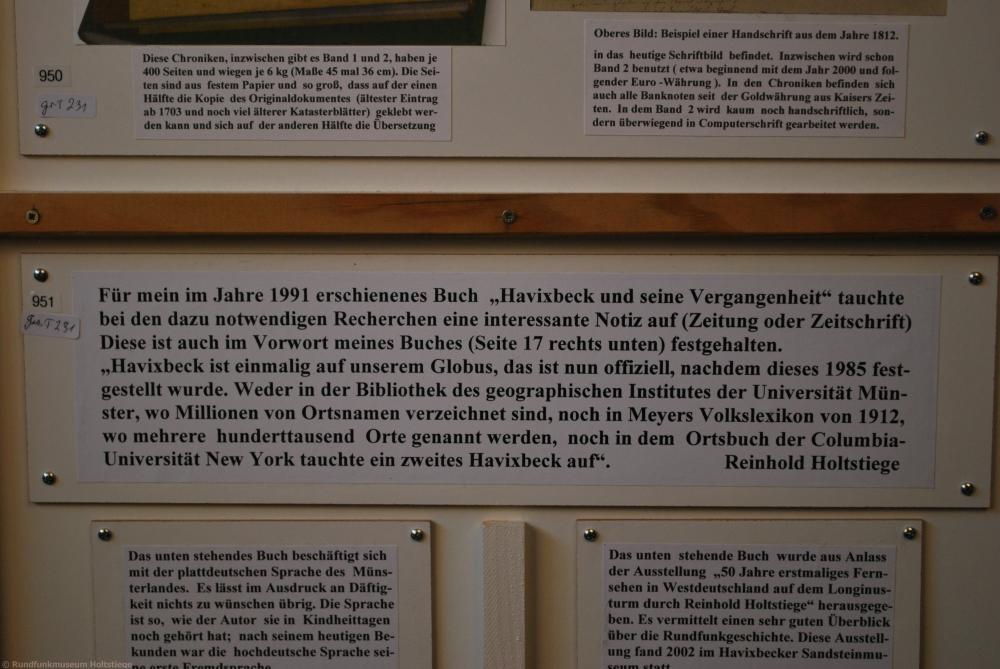 950
Diese Chroniken, inzwischen gibt es Band 1 und 2, haben je
400 Seiten und wiegen je 6 kg (Maße 45 mal 36 cm). Die Sei-
ten sind aus festem Papier und so groß, dass auf der einen
Hälfte die Kopie des Originaldokumentes (ältester Eintrag
ab 1703 und noch viel älterer Katasterblätter) geklebt wer-
den kann und sich auf der anderen Hälfte die Übersetzung
Oberes Bild: Beispiel einer Handschrift aus dem Jahre 1812.
in das heutige Schriftbild befindet. Inzwischen wird schon
Band 2 benutzt ( etwa beginnend mit dem Jahr 2000 und fol-
gender Euro -Währung ). In den Chroniken befinden sich
auch alle Banknoten seit der Goldwährung aus Kaisers Zei-
ten. In dem Band 2 wird kaum noch handschriftlich, son-
dern überwiegend in Computerschrift gearbeitet werden.
951
Für mein im Jahre 1991 erschienenes Buch „Havixbeck und seine Vergangenheit“ tauchte
bei den dazu notwendigen Recherchen eine interessante Notiz auf (Zeitung oder Zeitschrift)
Diese ist auch im Vorwort meines Buches (Seite 17 rechts unten) festgehalten.
„Havixbeck ist einmalig auf unserem Globus, das ist nun offiziell, nachdem dieses 1985 fest-
gestellt wurde. Weder in der Bibliothek des geographischen Institutes der Universität Mün-
ster, wo Millionen von Ortsnamen verzeichnet sind, noch in Meyers Volkslexikon von 1912,
wo mehrere hunderttausend Orte genannt werden, noch in dem Ortsbuch der Columbia-
Universität New York tauchte ein zweites Havixbeck auf“. Reinhold Holtstiege
Das unten stehendes Buch beschäftigt sich
mit der plattdeutschen Sprache des Müns-
terlandes. Es lässt im Ausdruck an Däftig-
keit nichts zu wünschen übrig. Die Sprache
ist so, wie der Autor sie in Kindheittagen
noch gehört hat; nach seinem heutigen Be-
kunden war die hochdeutsche Sprache sei-
ne erste Fremdsprache.
Das unten stehende Buch wurde aus Anlass
der Ausstellung „50 Jahre erstmaliges Fern-
sehen in Westdeutschland auf dem Longinus-
turm durch Reinhold Holtstiege“ herausgege-
ben. Es vermittelt einen sehr guten Überblick
über die Rundfunkgeschichte. Diese Ausstell-
ung fand 2002 im Havixbecker Sandsteinmu-
seum statt.
© Rundfunkmuseum Holtstiege